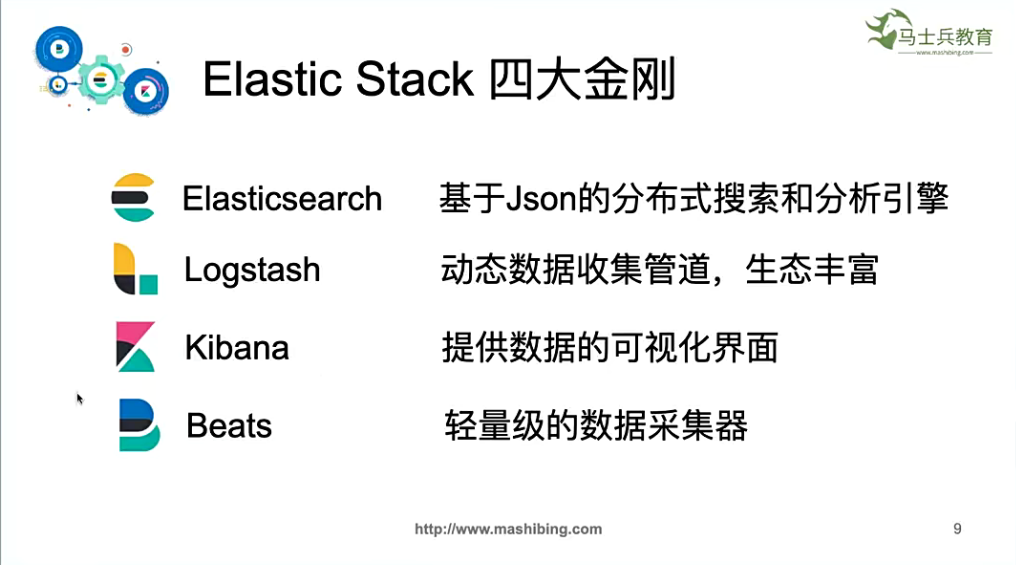 马士兵教育
www.mashibing.com
Elastic Stack 四大金刚
Elasticsearch 基于Json的分布式搜索和分析引擎
Logstash 动态数据收集管道，生态丰富
Kibana 提供数据的可视化界面
Beats 轻量级的数据采集器
http://www.mashibing.com 9